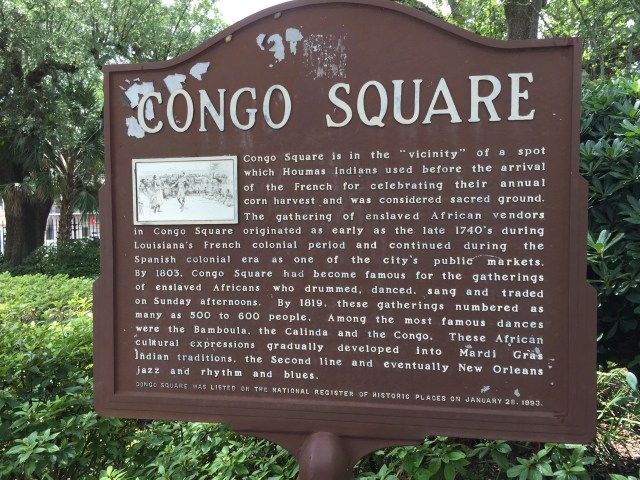 CONGO SQUARE
Congo Square is in the "vicinity" of a spot
which Houmas Indians used before the arrival
of the French for celebrating their annual
corn harvest and was considered sacred ground.
The gathering of enslaved African vendors
in Congo Square originated as early as the late 1740's during
Louisiana's French colonial period and continued during the
Spanish colonial era as one of the city's public markets.
By 1803, Congo Square had become famous for the gatherings
of enslaved Africans who drummed, danced, sang and traded
on Sunday afternoons. By 1819, these gatherings numbered as
many as 500 to 600 people. Among the most famous dances
were the Bamboula, the Calinda and the Congo. These African
cultural expressions gradually developed into Mardi Gras
Indian traditions, the Second line and eventually New Orleans
jazz and rhythm and blues.
CONGO SQUARE WAS LISTED ON THE NATIONAL REGISTER OF HISTORIC PLACES ON JANUARY 28, 1993.